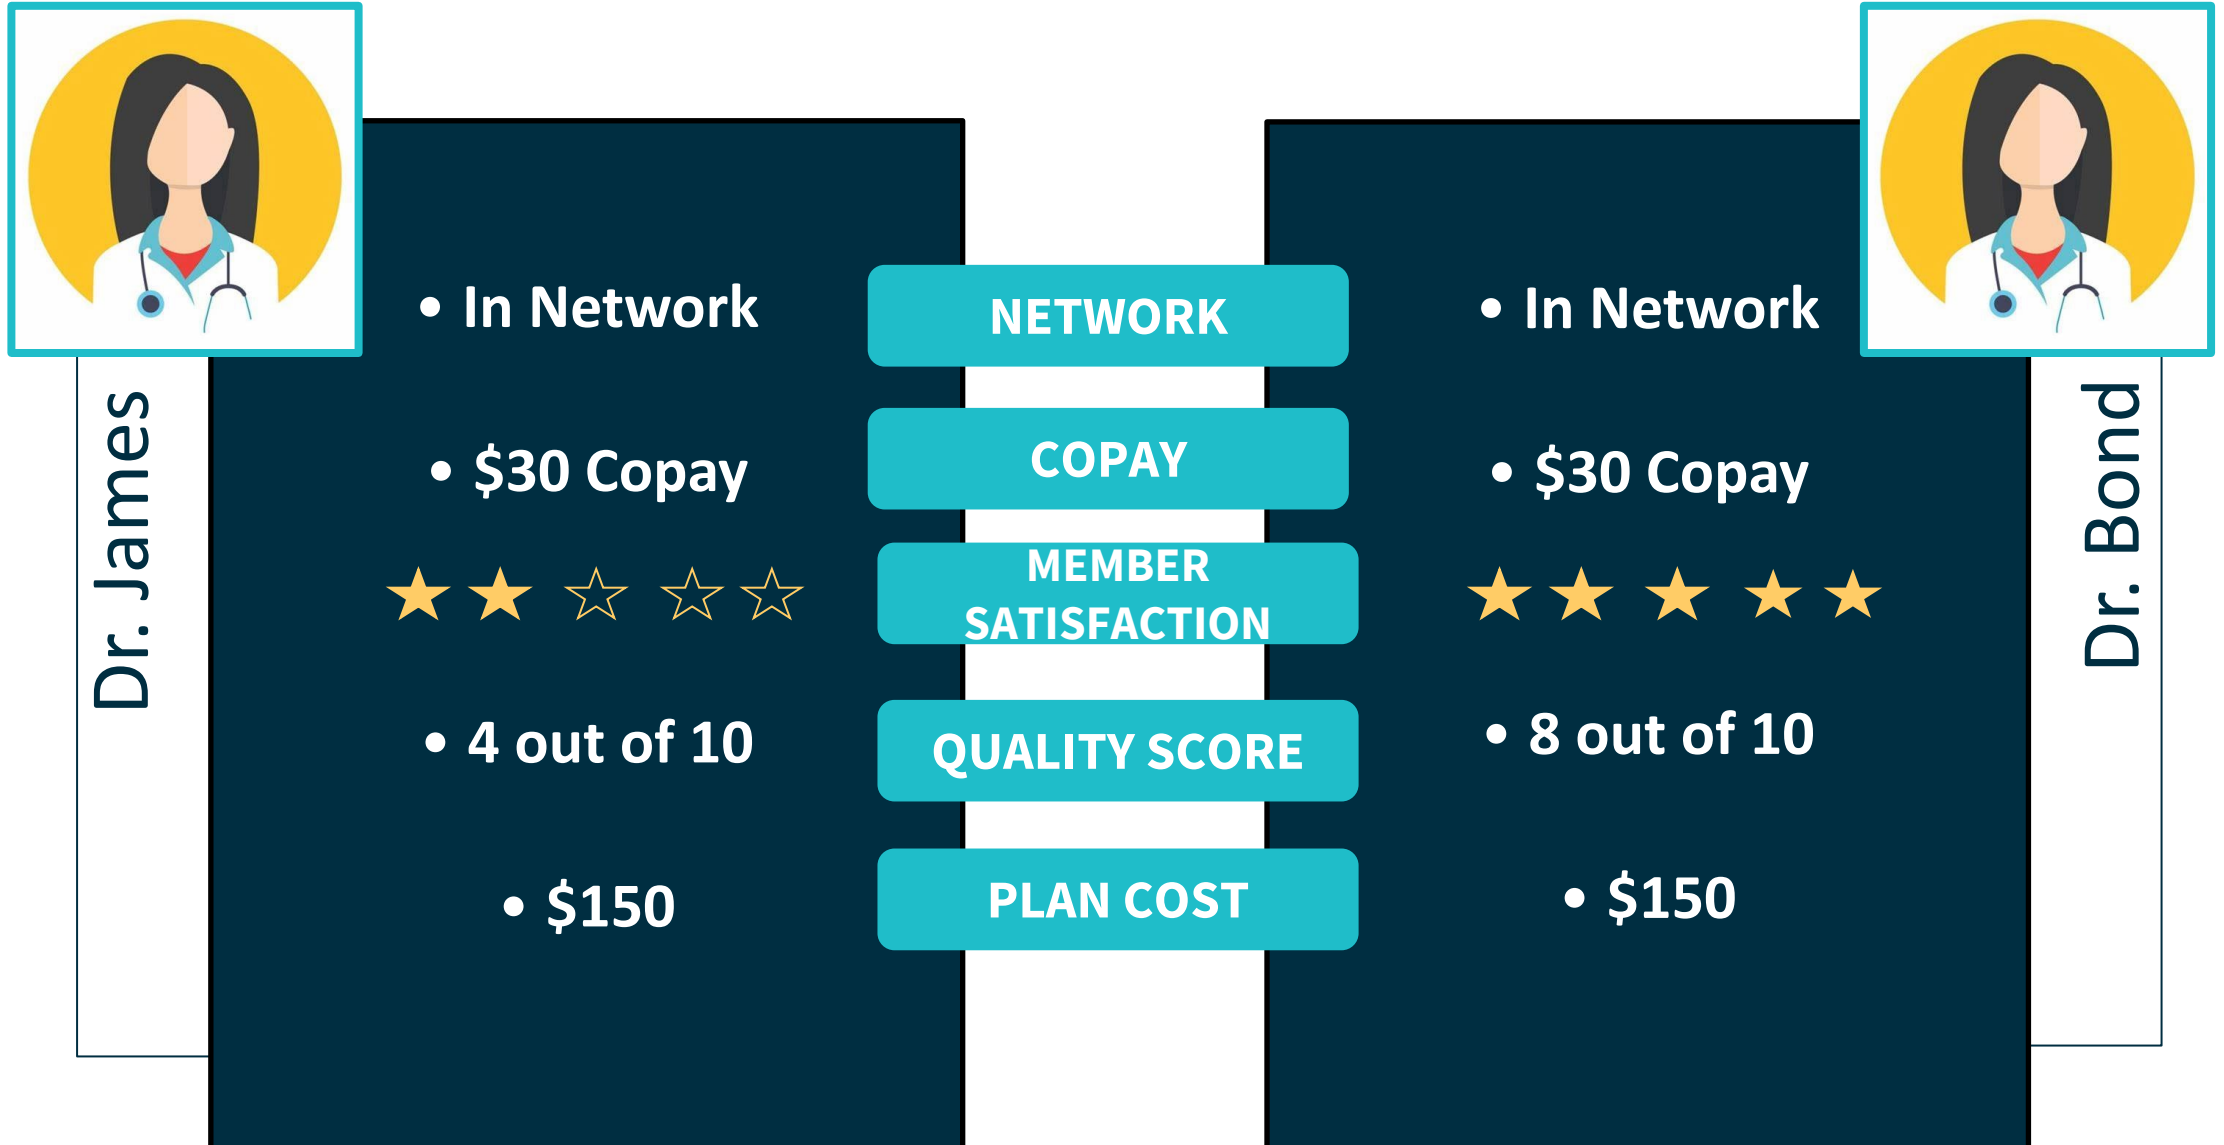 Dr. James
• In Network
NETWORK
• In Network
Dr. Bond
• $30 Copay
COPAY
• $30 Copay
MEMBER
SATISFACTION
• 4 out of 10
QUALITY SCORE
• 8 out of 10
• $150
PLAN COST
• $150